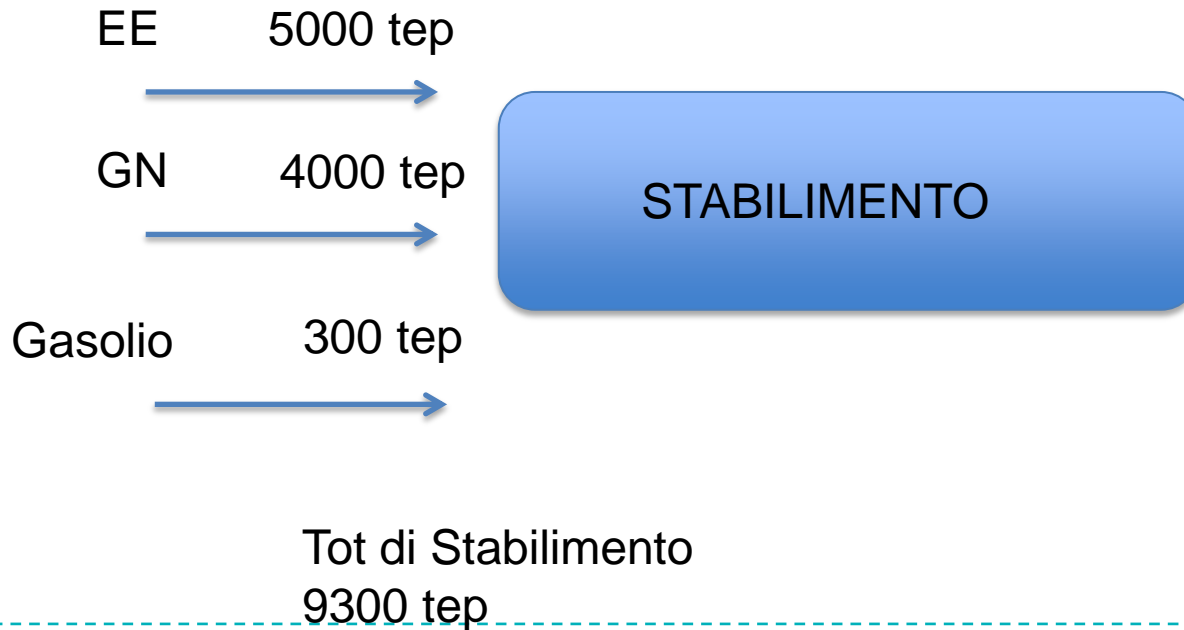 EE 5000 tep
GN 4000 tep
STABILIMENTO
Gasolio 300 tep
Tot di Stabilimento
9300 tep